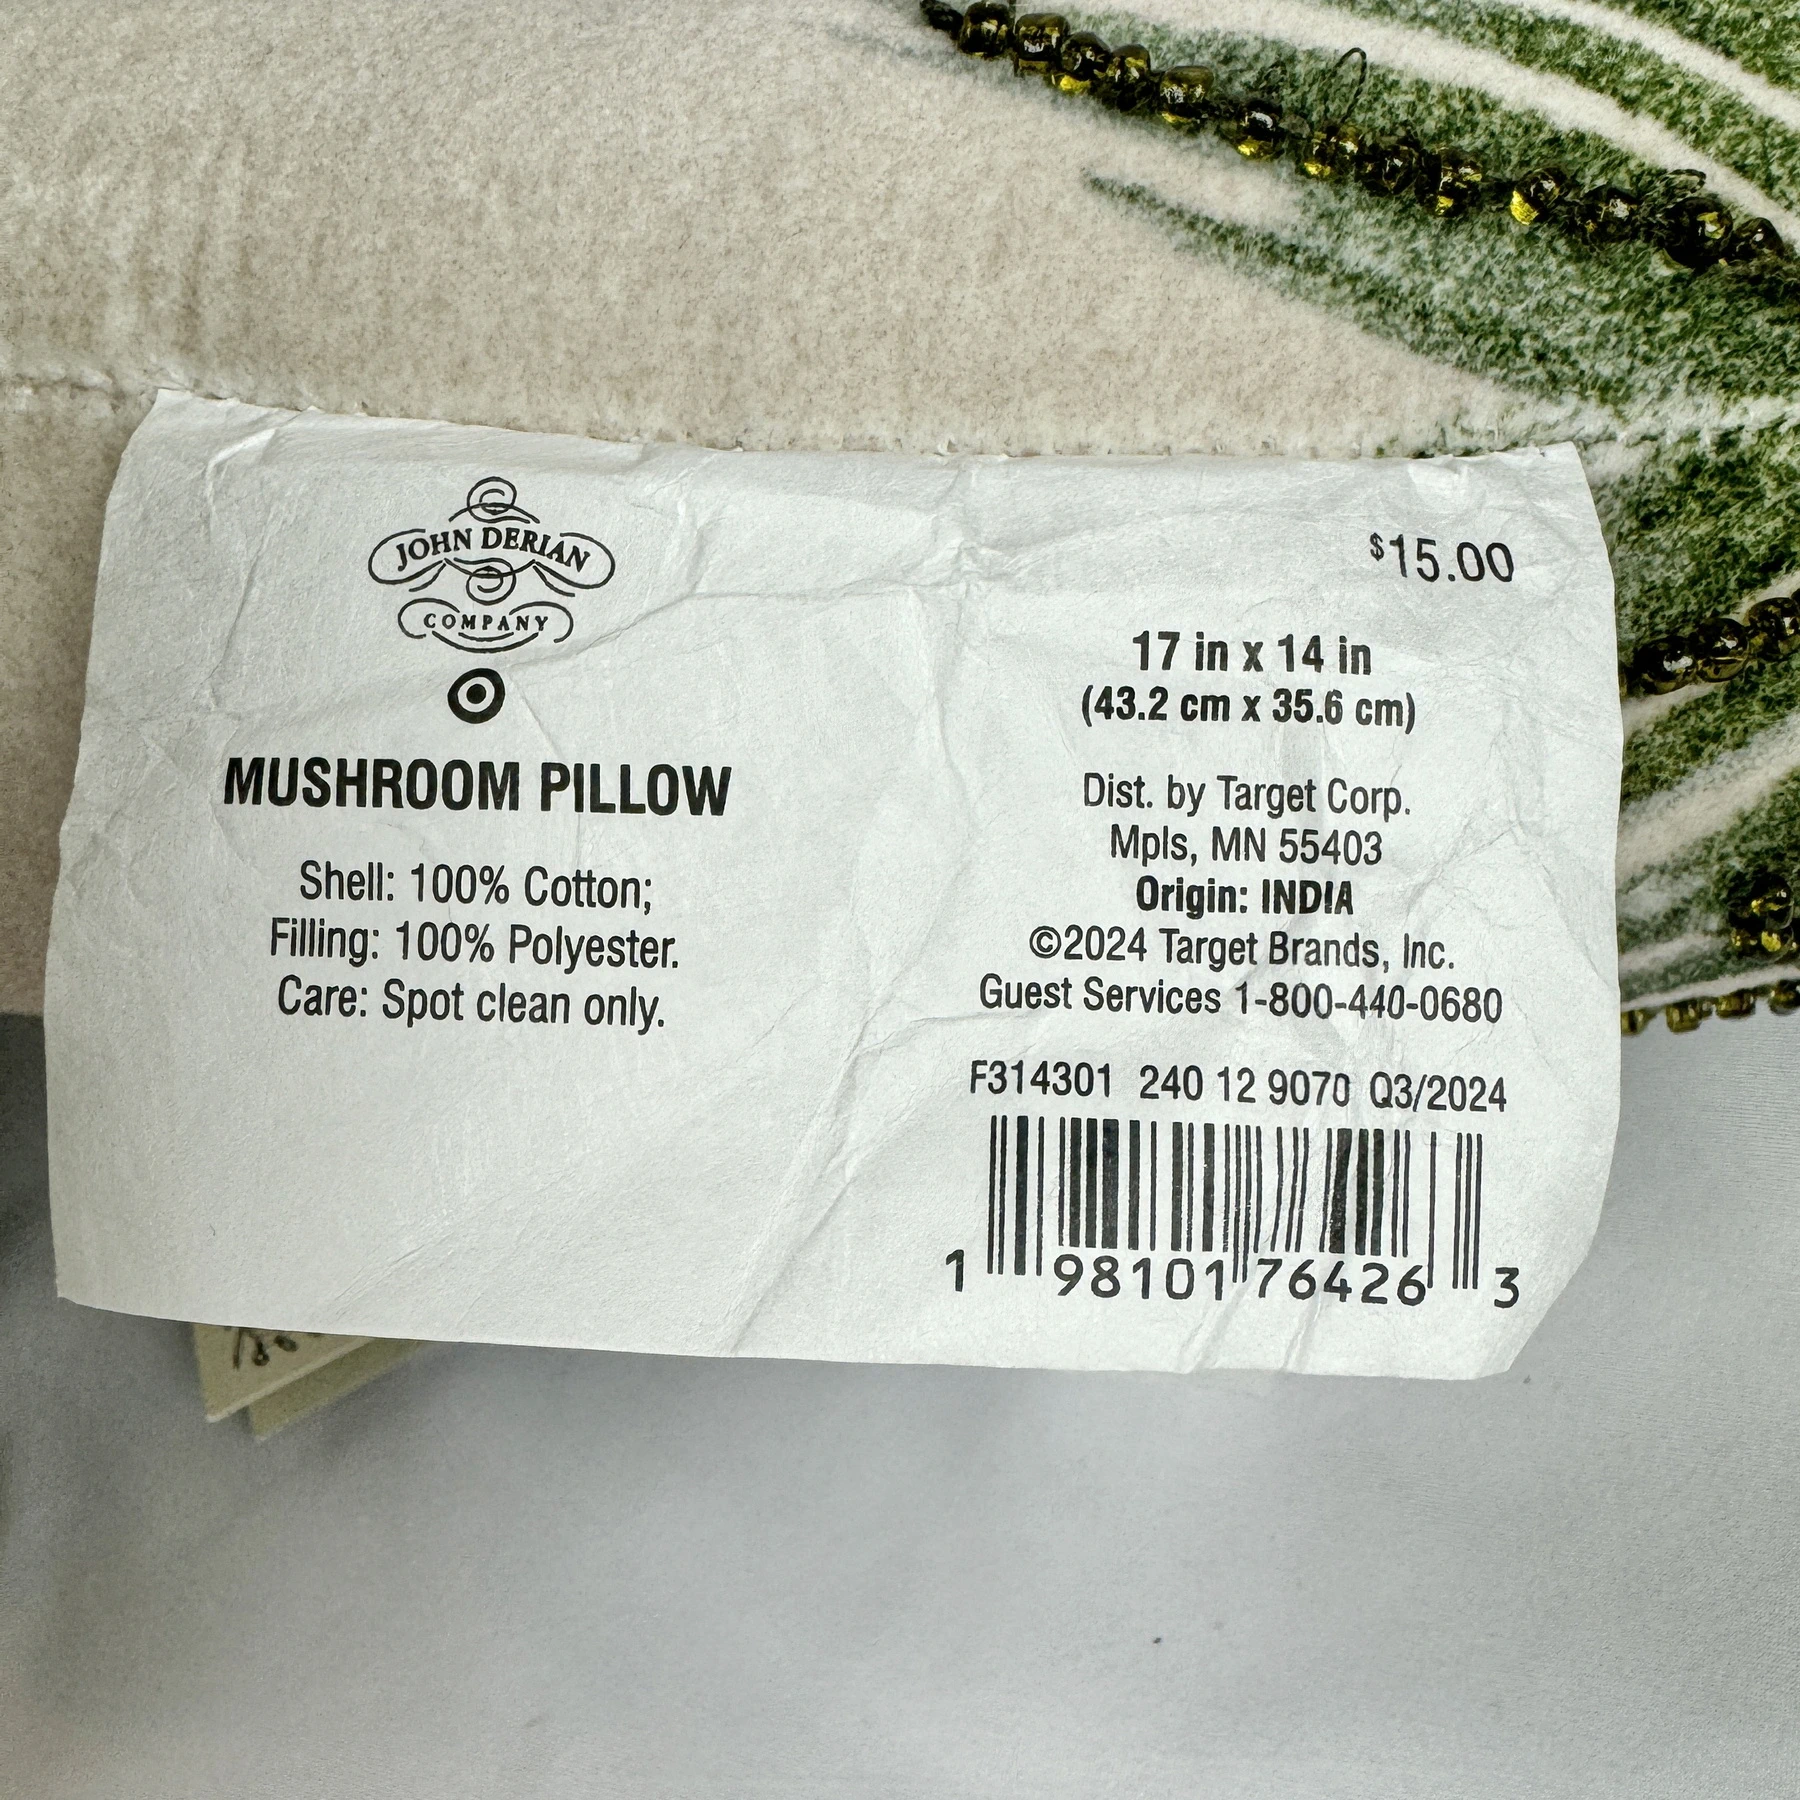 JOHN DERIAN
COMPANY
MUSHROOM PILLOW
Shell: 100% Cotton;
Filling: 100% Polyester.
Care: Spot clean only.
$15.00
17 in x 14 in
(43.2 cm x 35.6 cm)
Dist. by Target Corp.
Mpls, MN 55403
Origin: INDIA
©2024 Target Brands, Inc.
Guest Services 1-800-440-0680
F314301 240 12 9070 Q3/2024
1 98101 76426 3